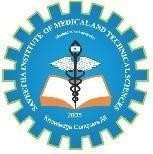 SAVEETHA INSTITUTE OF MEDICAL AND TECHNICAL SCIENCES
2005
Knowledge Conquers All